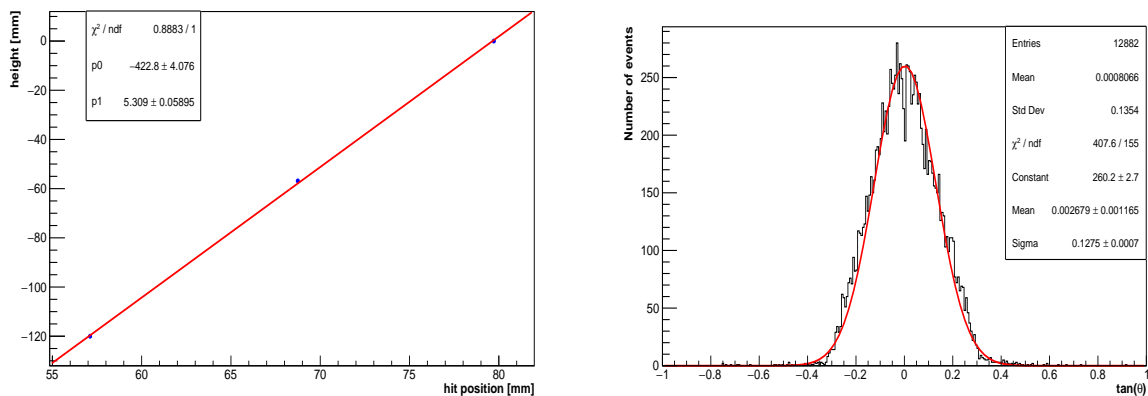 height [mm]
χ² / ndf 0.8883 / 1
p0 −422.8 ± 4.076
p1 5.309 ± 0.05895
0
−20
−40
−60
−80
−100
−120
55 60 65 70 75 80
hit position [mm]
Number of events
Entries 12882
Mean 0.0008066
Std Dev 0.1354
χ² / ndf 407.6 / 155
Constant 260.2 ± 2.7
Mean 0.002679 ± 0.001165
Sigma 0.1275 ± 0.0007
250
200
150
100
50
0
−1 −0.8 −0.6 −0.4 −0.2 0 0.2 0.4 0.6 0.8 1
tan(θ)